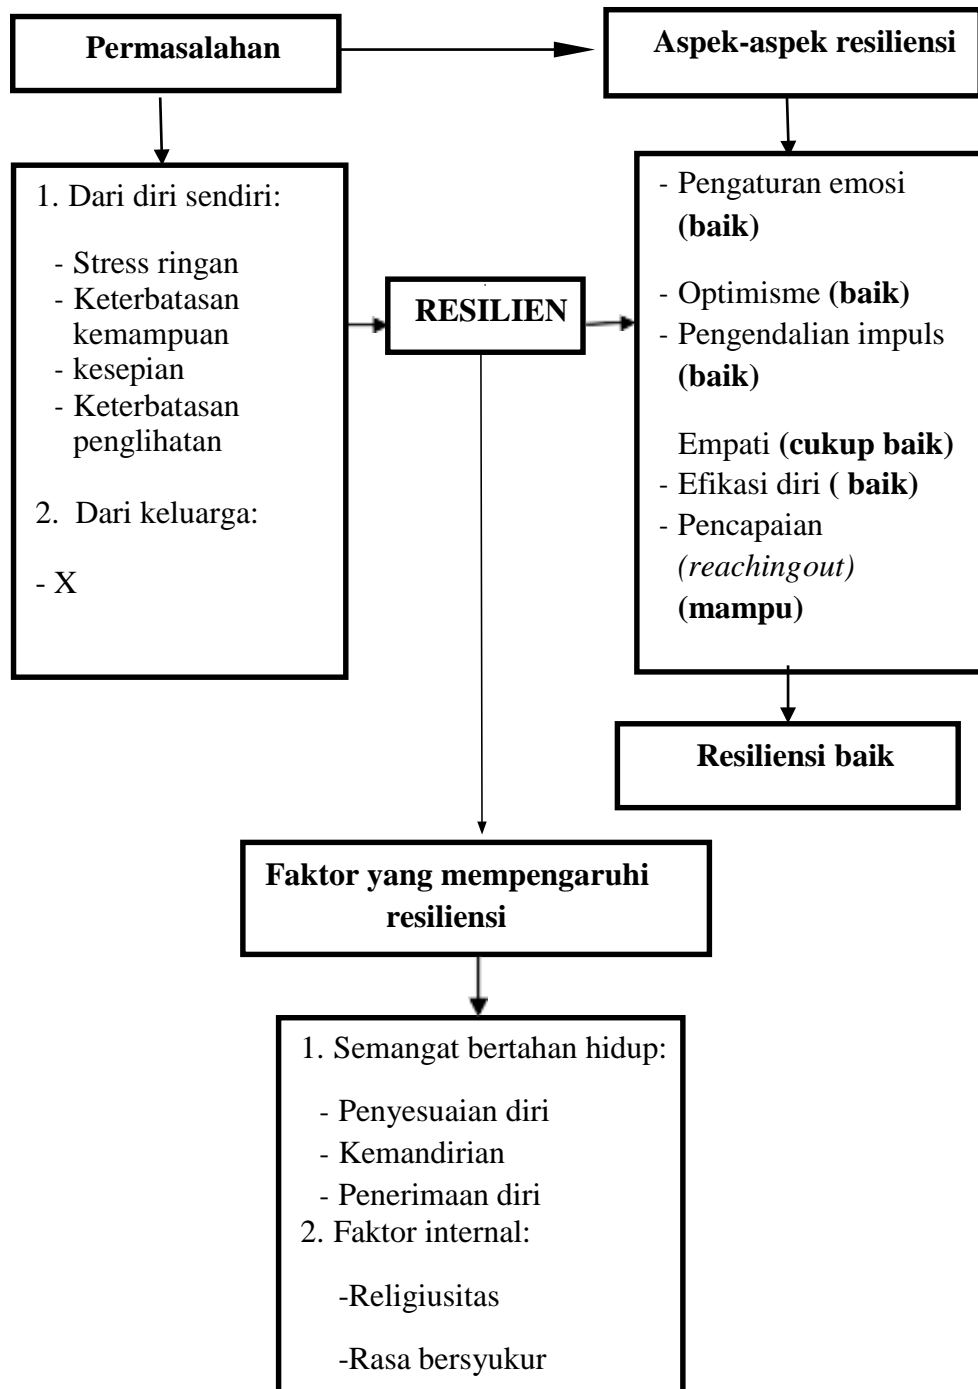 Permasalahan
Aspek-aspek resiliensi
1. Dari diri sendiri:
- Stress ringan
- Keterbatasan
kemampuan
- kesepian
- Keterbatasan
penglihatan
2. Dari keluarga:
- X
RESILIEN
- Pengaturan emosi
(baik)
- Optimisme (baik)
- Pengendalian impuls
(baik)
Empati (cukup baik)
- Efikasi diri ( baik)
- Pencapaian
(reachingout)
(mampu)
Resiliensi baik
Faktor yang mempengaruhi
resiliensi
1. Semangat bertahan hidup:
- Penyesuaian diri
- Kemandirian
- Penerimaan diri
2. Faktor internal:
-Religiusitas
-Rasa bersyukur